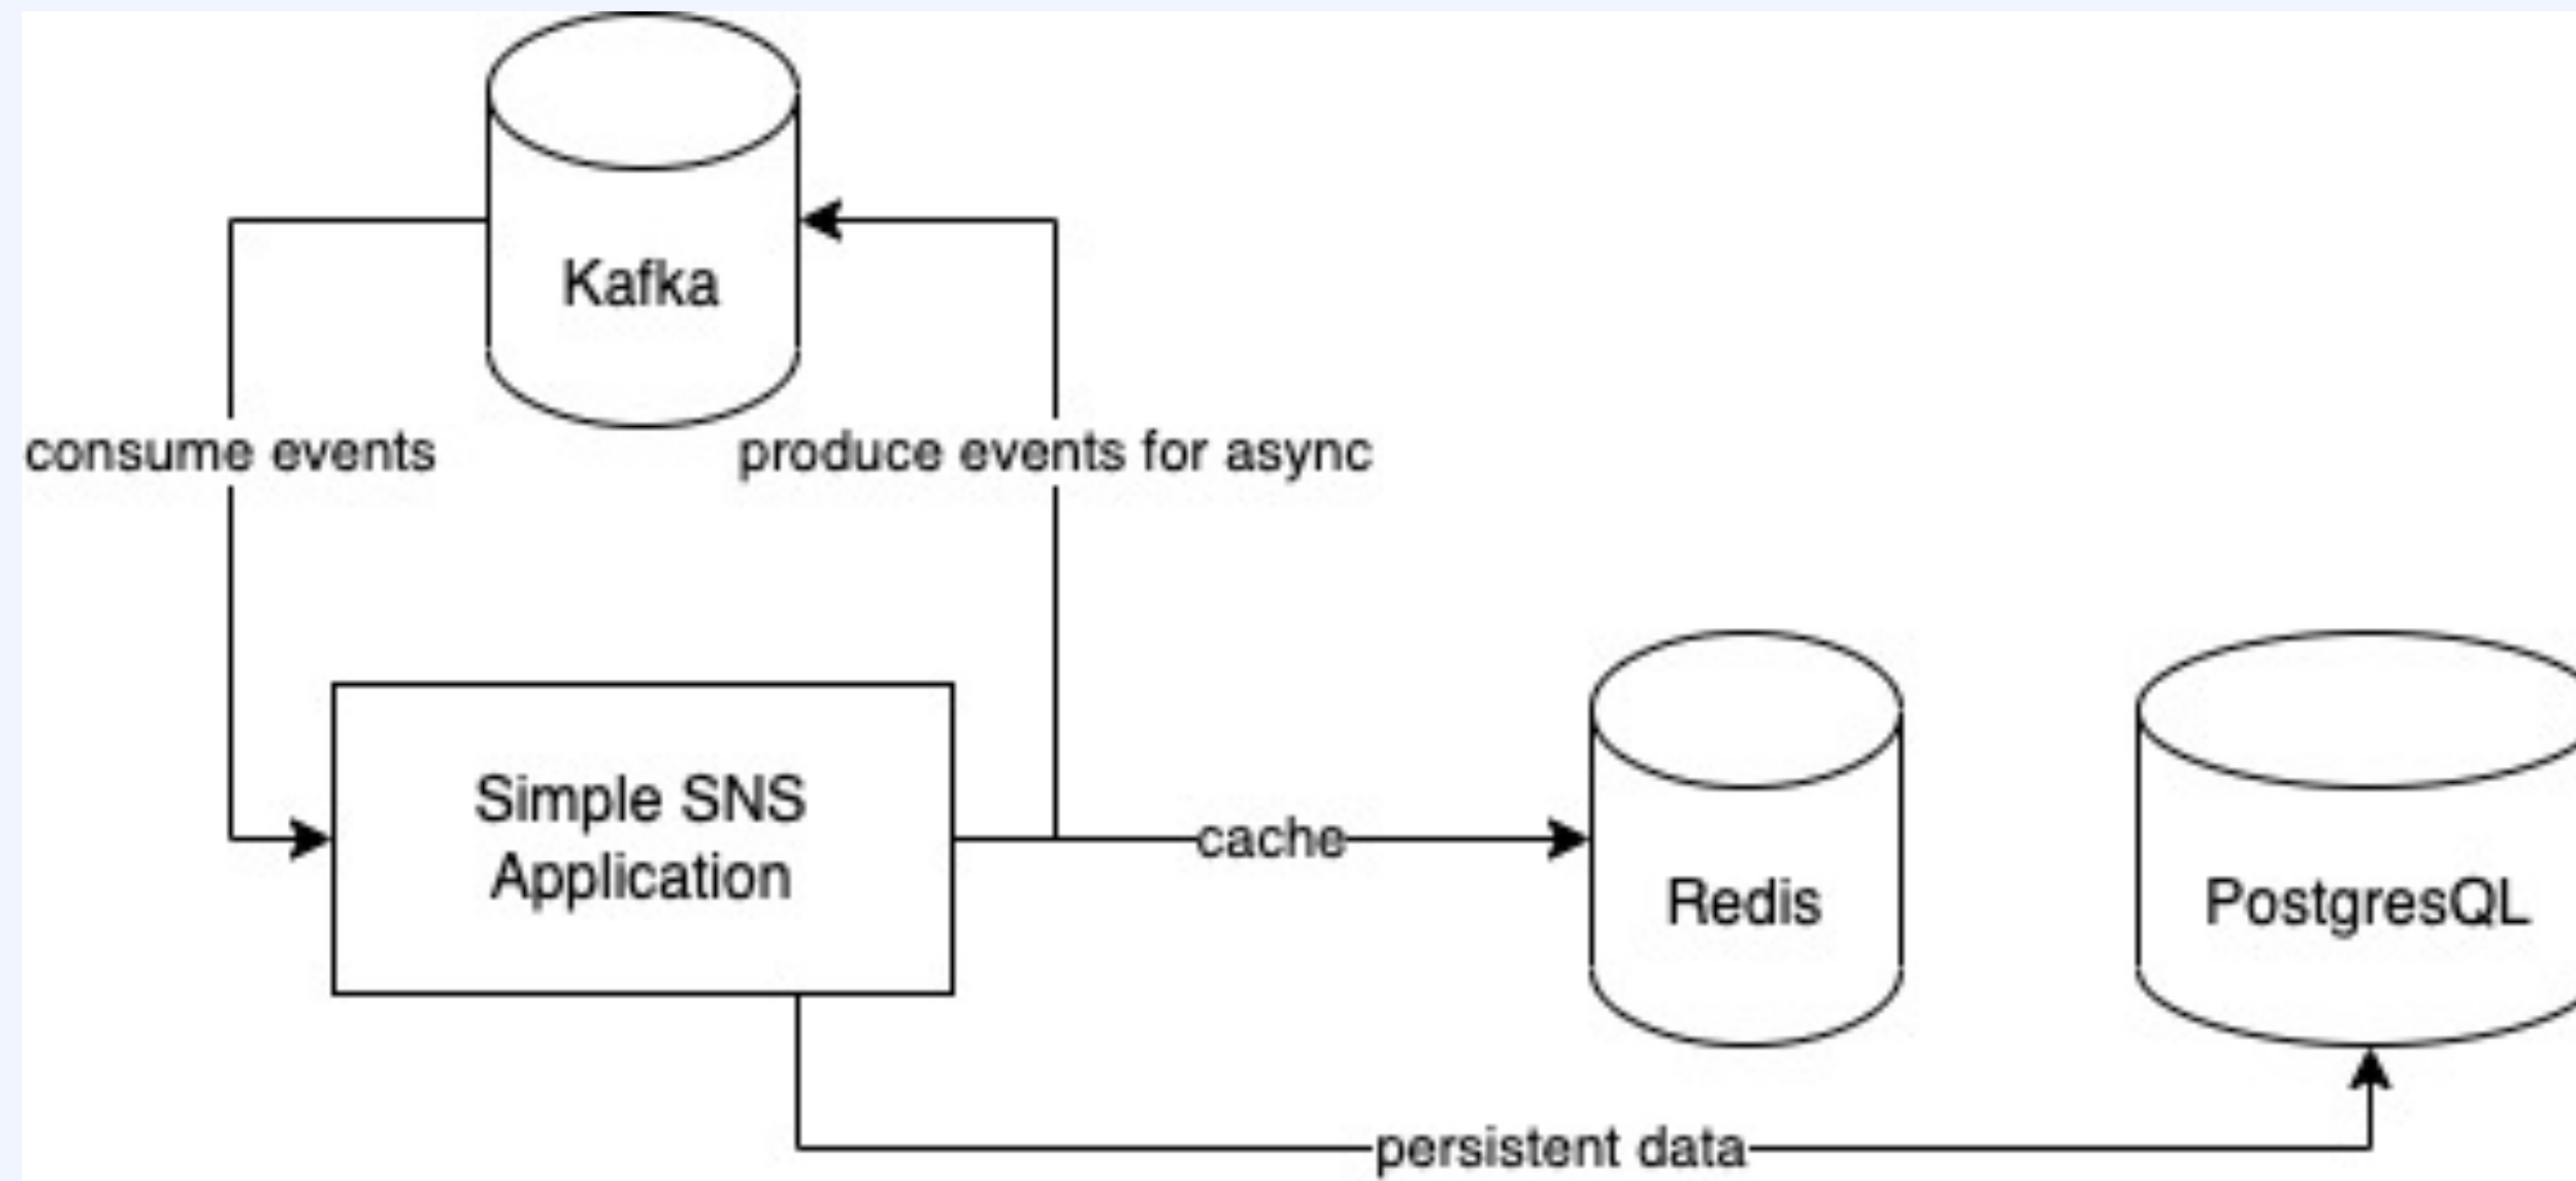 Kafka
consume events
produce events for async
Simple SNS
Application
cache
Redis
PostgresQL
persistent data